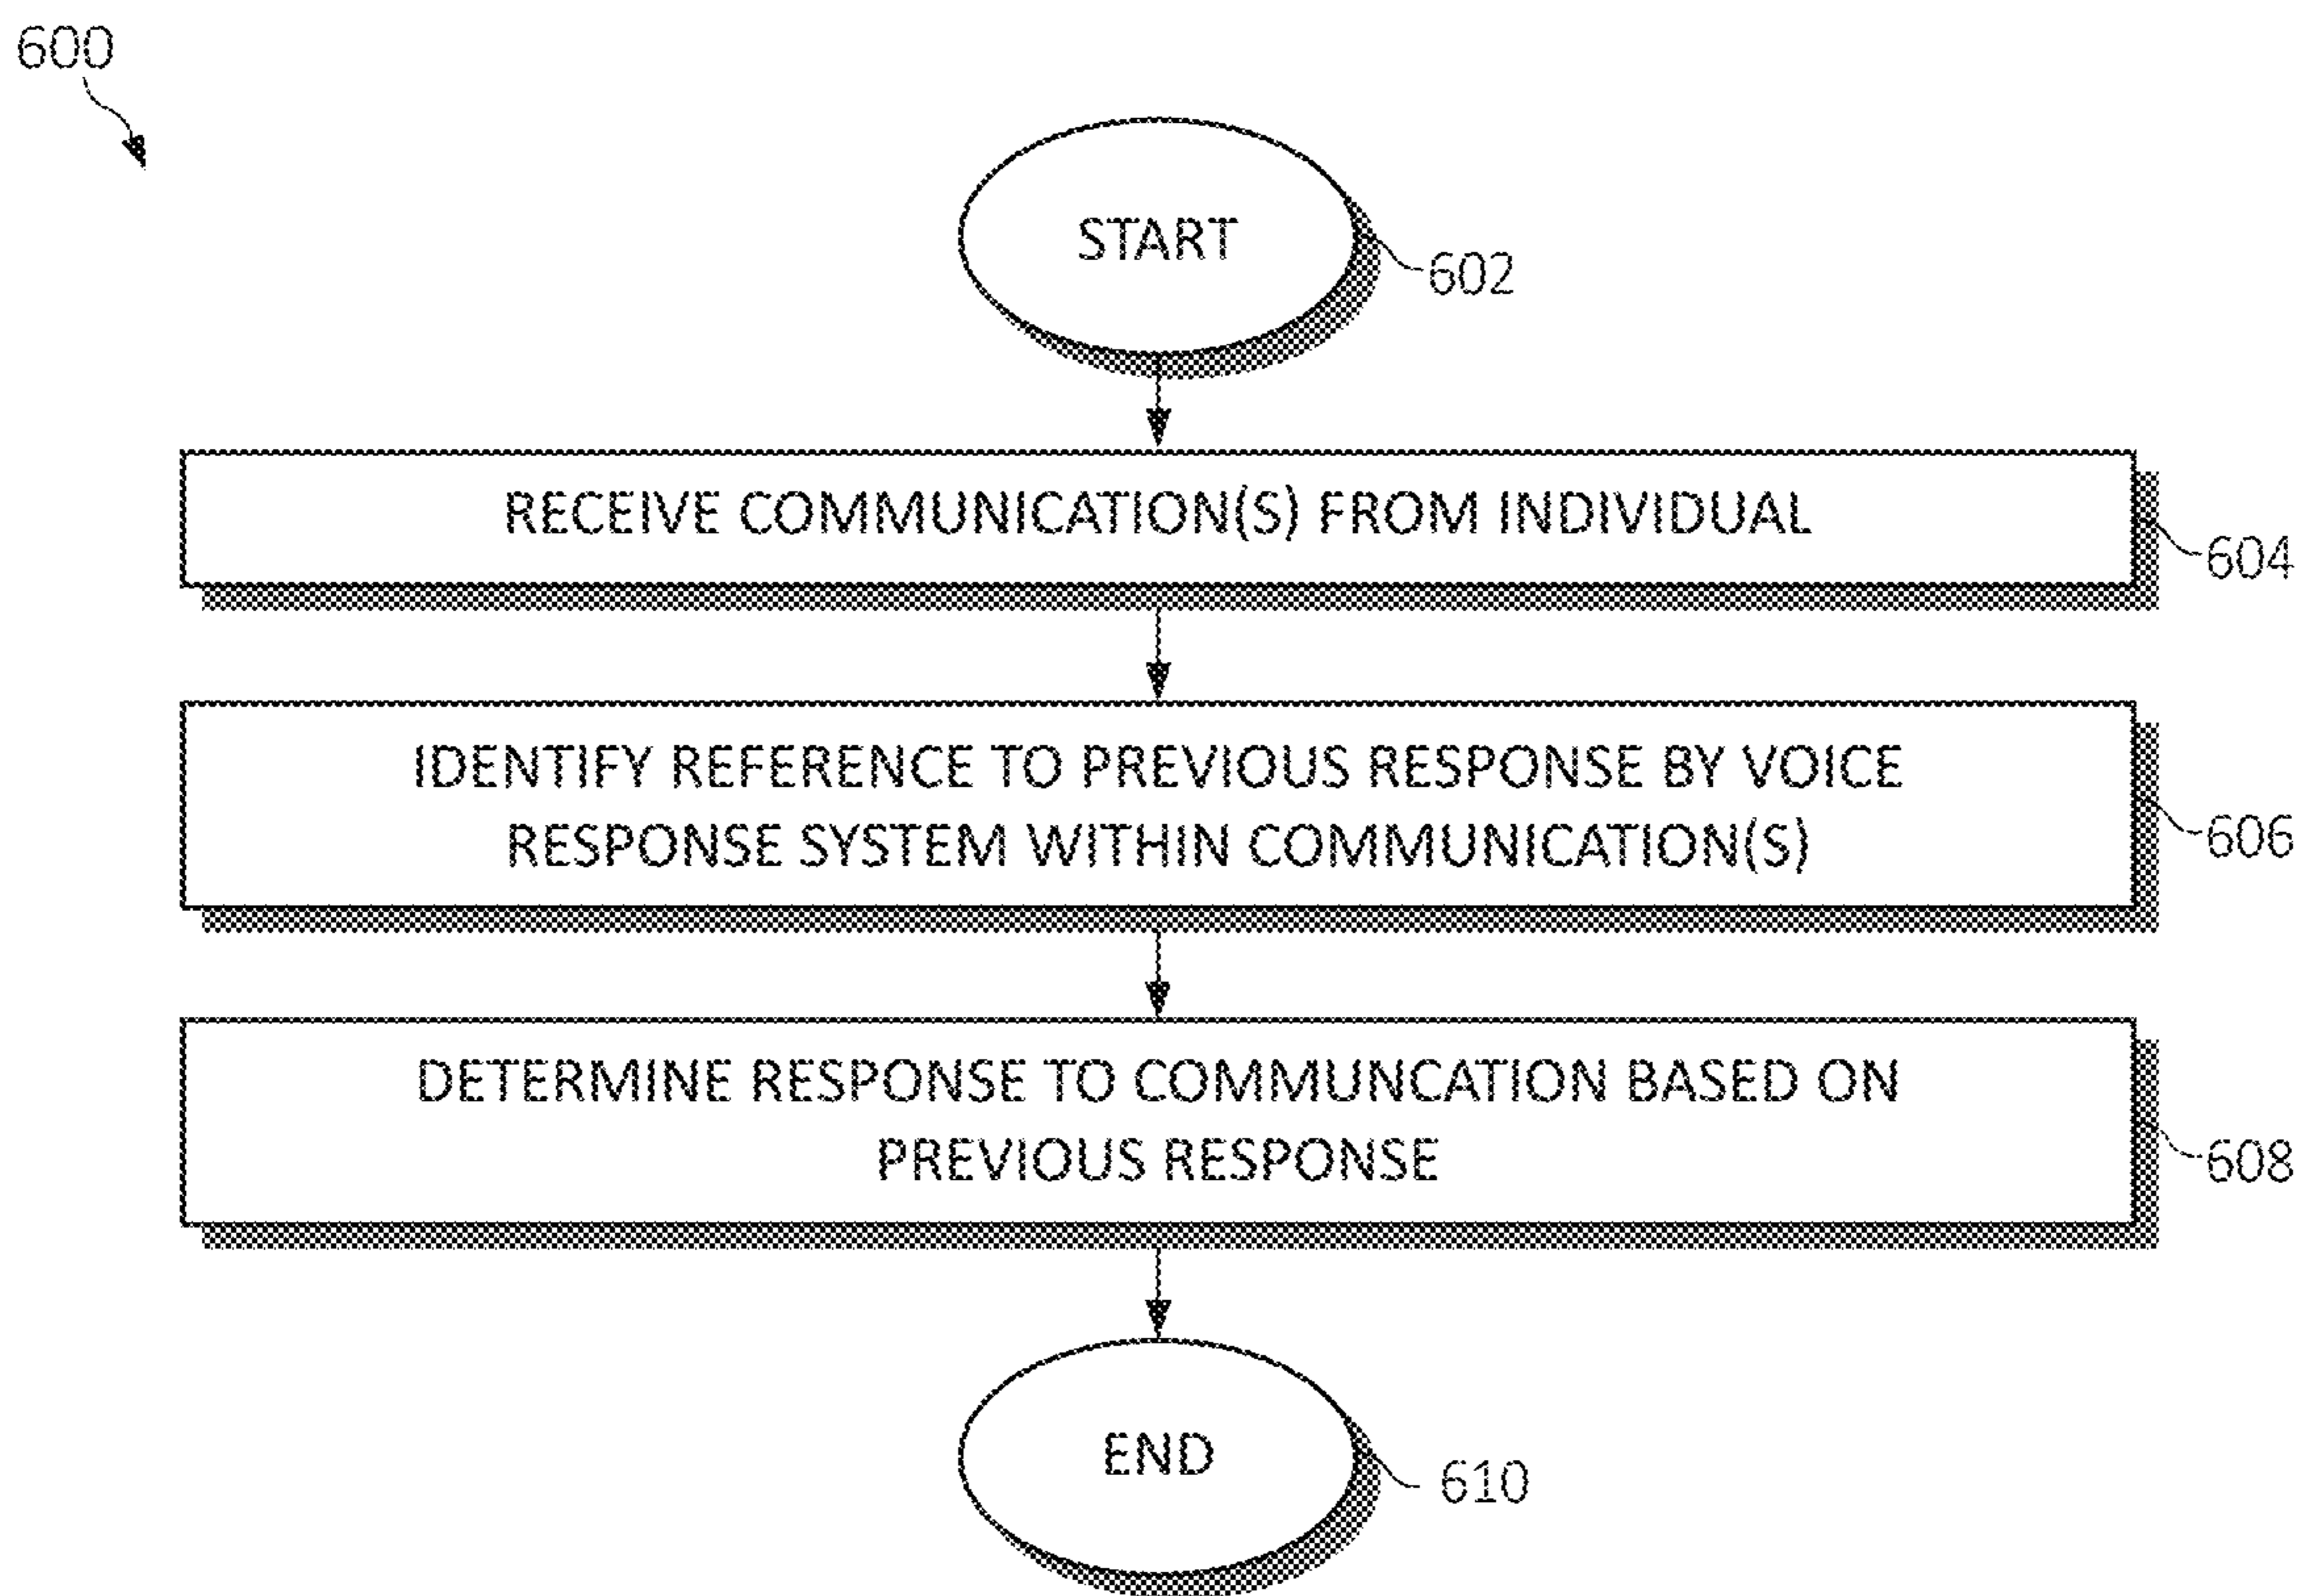 600
START
602
RECEIVE COMMUNICATION(S) FROM INDIVIDUAL
604
IDENTIFY REFERENCE TO PREVIOUS RESPONSE BY VOICE
RESPONSE SYSTEM WITHIN COMMUNICATION(S)
606
DETERMINE RESPONSE TO COMMUNCATION BASED ON
PREVIOUS RESPONSE
608
END
610